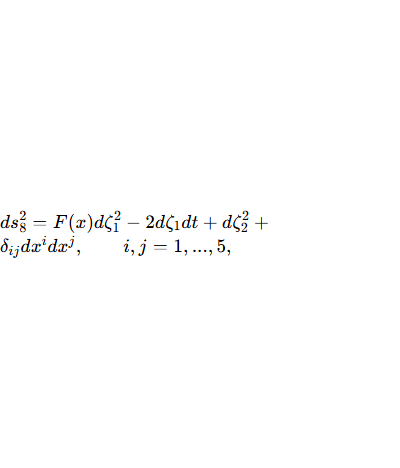 $ds_8^2 = F(x)d\zeta_1^2 - 2d\zeta_1 dt + d\zeta_2^2 +$
$\delta_{ij}dx^i dx^j, \qquad i,j = 1,...,5,$